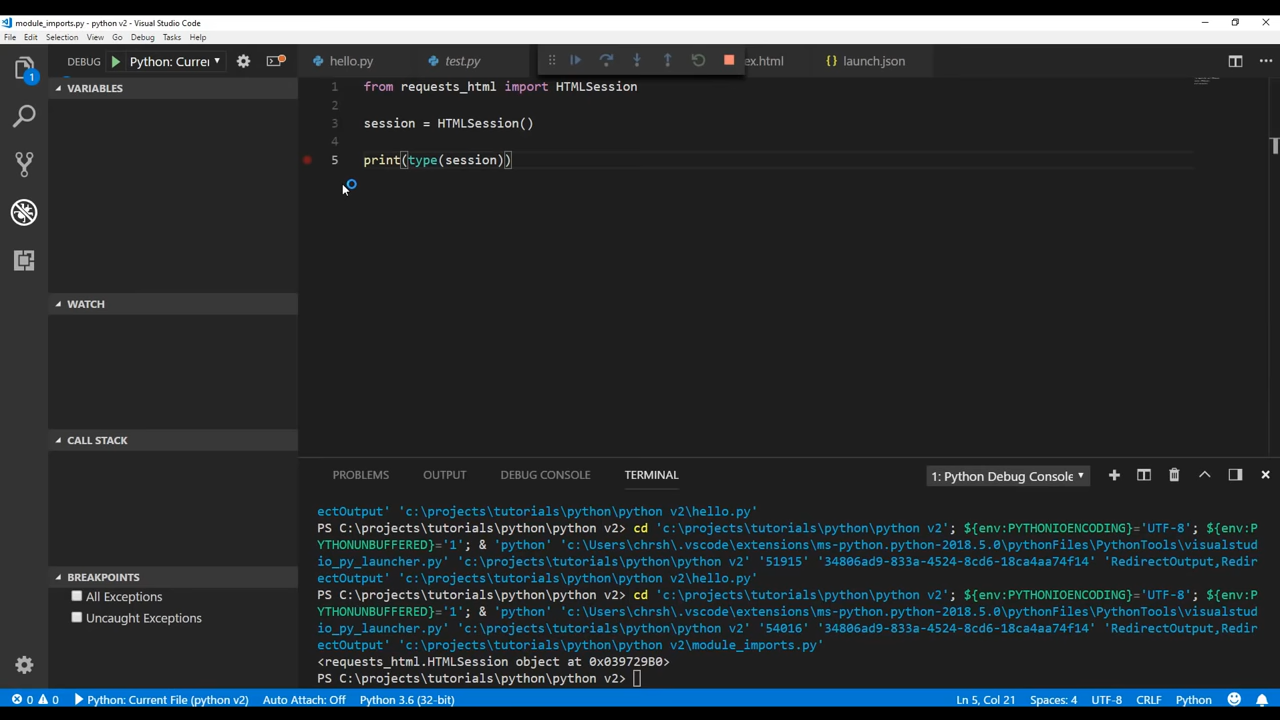 module_imports.py - python v2 - Visual Studio Code
File Edit Selection View Go Debug Tasks Help
DEBUG Python: Currei
hello.py test.py ex.html {} launch.json
VARIABLES
WATCH
CALL STACK
BREAKPOINTS
All Exceptions
Uncaught Exceptions
1
1 from requests_html import HTMLSession
2
3 session = HTMLSession()
4
5 print(type(session))
PROBLEMS OUTPUT DEBUG CONSOLE TERMINAL 1: Python Debug Console
ectOutput' 'c:\projects\tutorials\python\python v2\hello.py'
PS C:\projects\tutorials\python\python v2> cd 'c:\projects\tutorials\python\python v2'; ${env:PYTHONIOENCODING}='UTF-8'; ${env:P
YTHONUNBUFFERED}='1'; & 'python' 'c:\Users\chrsh\.vscode\extensions\ms-python.python-2018.5.0\pythonFiles\PythonTools\visualstud
io_py_launcher.py' 'c:\projects\tutorials\python\python v2' '51915' '34806ad9-833a-4524-8cd6-18ca4aa74f14' 'RedirectOutput,Redir
ectOutput' 'c:\projects\tutorials\python\python v2\hello.py'
PS C:\projects\tutorials\python\python v2> cd 'c:\projects\tutorials\python\python v2'; ${env:PYTHONIOENCODING}='UTF-8'; ${env:P
YTHONUNBUFFERED}='1'; & 'python' 'c:\Users\chrsh\.vscode\extensions\ms-python.python-2018.5.0\pythonFiles\PythonTools\visualstud
io_py_launcher.py' 'c:\projects\tutorials\python\python v2' '54016' '34806ad9-833a-4524-8cd6-18ca4aa74f14' 'RedirectOutput,Redir
ectOutput' 'c:\projects\tutorials\python\python v2\module_imports.py'
<requests_html.HTMLSession object at 0x039729B0>
PS C:\projects\tutorials\python\python v2>
0 0 Python: Current File (python v2) Auto Attach: Off Python 3.6 (32-bit) Ln 5, Col 21 Spaces: 4 UTF-8 CRLF Python